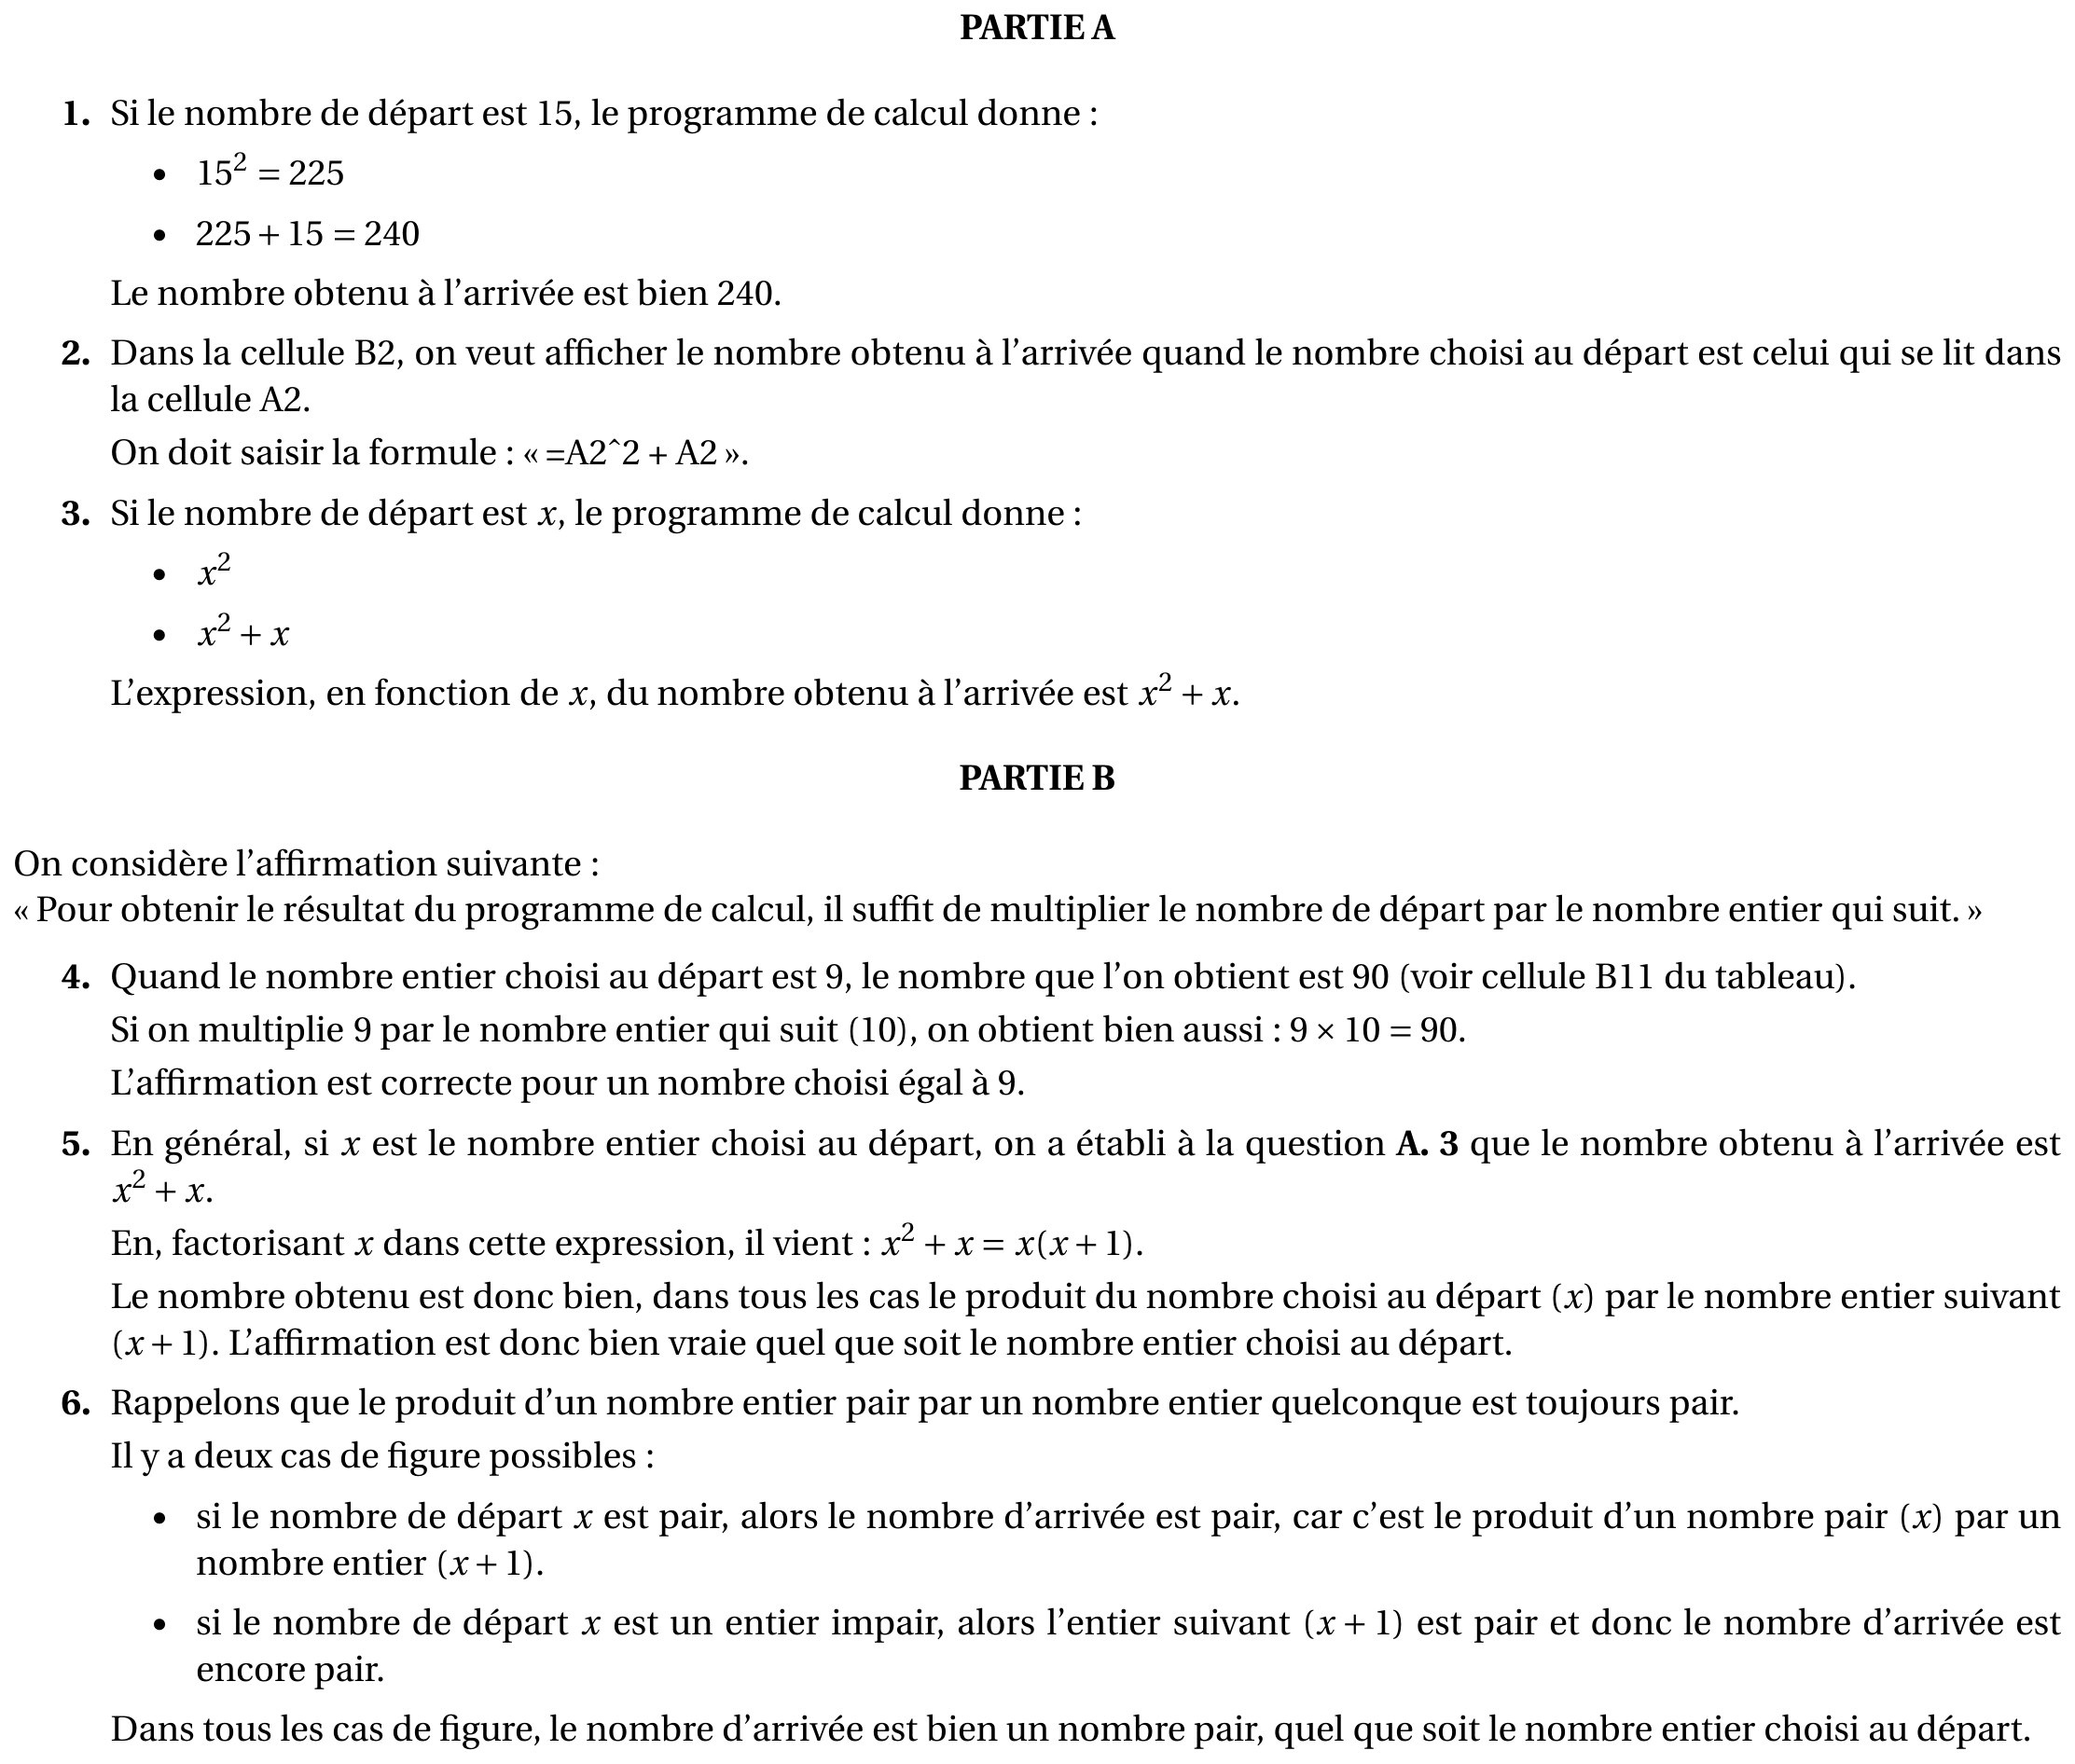 PARTIE A
1. Si le nombre de départ est 15, le programme de calcul donne :
• 15² = 225
• 225 + 15 = 240
Le nombre obtenu à l'arrivée est bien 240.
2. Dans la cellule B2, on veut afficher le nombre obtenu à l'arrivée quand le nombre choisi au départ est celui qui se lit dans
la cellule A2.
On doit saisir la formule : « =A2^2 + A2 ».
3. Si le nombre de départ est x, le programme de calcul donne :
• x²
• x² + x
L'expression, en fonction de x, du nombre obtenu à l'arrivée est x² + x.
PARTIE B
On considère l'affirmation suivante :
« Pour obtenir le résultat du programme de calcul, il suffit de multiplier le nombre de départ par le nombre entier qui suit. »
4. Quand le nombre entier choisi au départ est 9, le nombre que l'on obtient est 90 (voir cellule B11 du tableau).
Si on multiplie 9 par le nombre entier qui suit (10), on obtient bien aussi : 9 × 10 = 90.
L'affirmation est correcte pour un nombre choisi égal à 9.
5. En général, si x est le nombre entier choisi au départ, on a établi à la question A. 3 que le nombre obtenu à l'arrivée est
x² + x.
En, factorisant x dans cette expression, il vient : x² + x = x(x + 1).
Le nombre obtenu est donc bien, dans tous les cas le produit du nombre choisi au départ (x) par le nombre entier suivant
(x + 1). L'affirmation est donc bien vraie quel que soit le nombre entier choisi au départ.
6. Rappelons que le produit d'un nombre entier pair par un nombre entier quelconque est toujours pair.
Il y a deux cas de figure possibles :
• si le nombre de départ x est pair, alors le nombre d'arrivée est pair, car c'est le produit d'un nombre pair (x) par un
nombre entier (x + 1).
• si le nombre de départ x est un entier impair, alors l'entier suivant (x + 1) est pair et donc le nombre d'arrivée est
encore pair.
Dans tous les cas de figure, le nombre d'arrivée est bien un nombre pair, quel que soit le nombre entier choisi au départ.